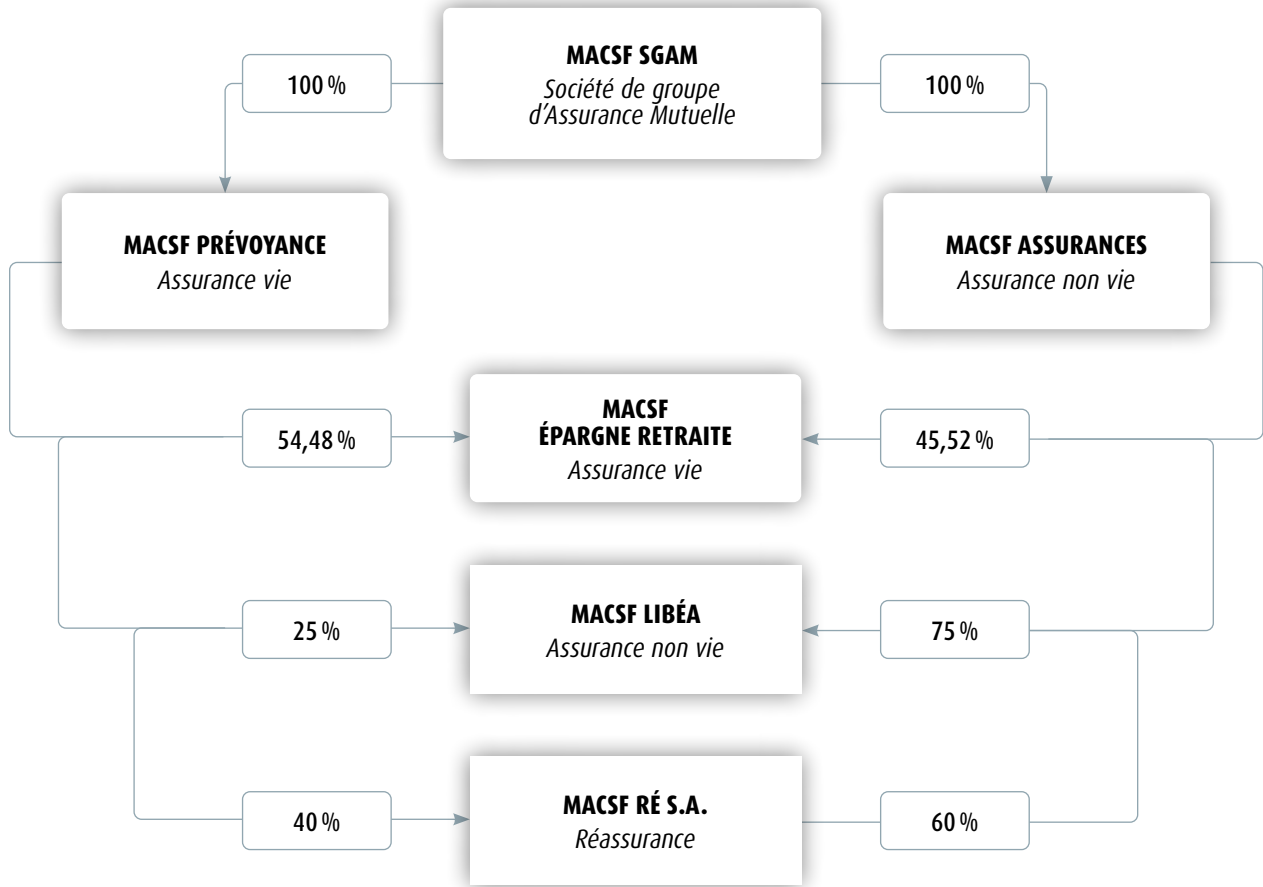 MACSF SGAM
Société de groupe
d'Assurance Mutuelle
100 %
100 %
MACSF PRÉVOYANCE
Assurance vie
MACSF ASSURANCES
Assurance non vie
54,48 %
MACSF
ÉPARGNE RETRAITE
Assurance vie
45,52 %
25 %
MACSF LIBÉA
Assurance non vie
75 %
40 %
MACSF RÉ S.A.
Réassurance
60 %